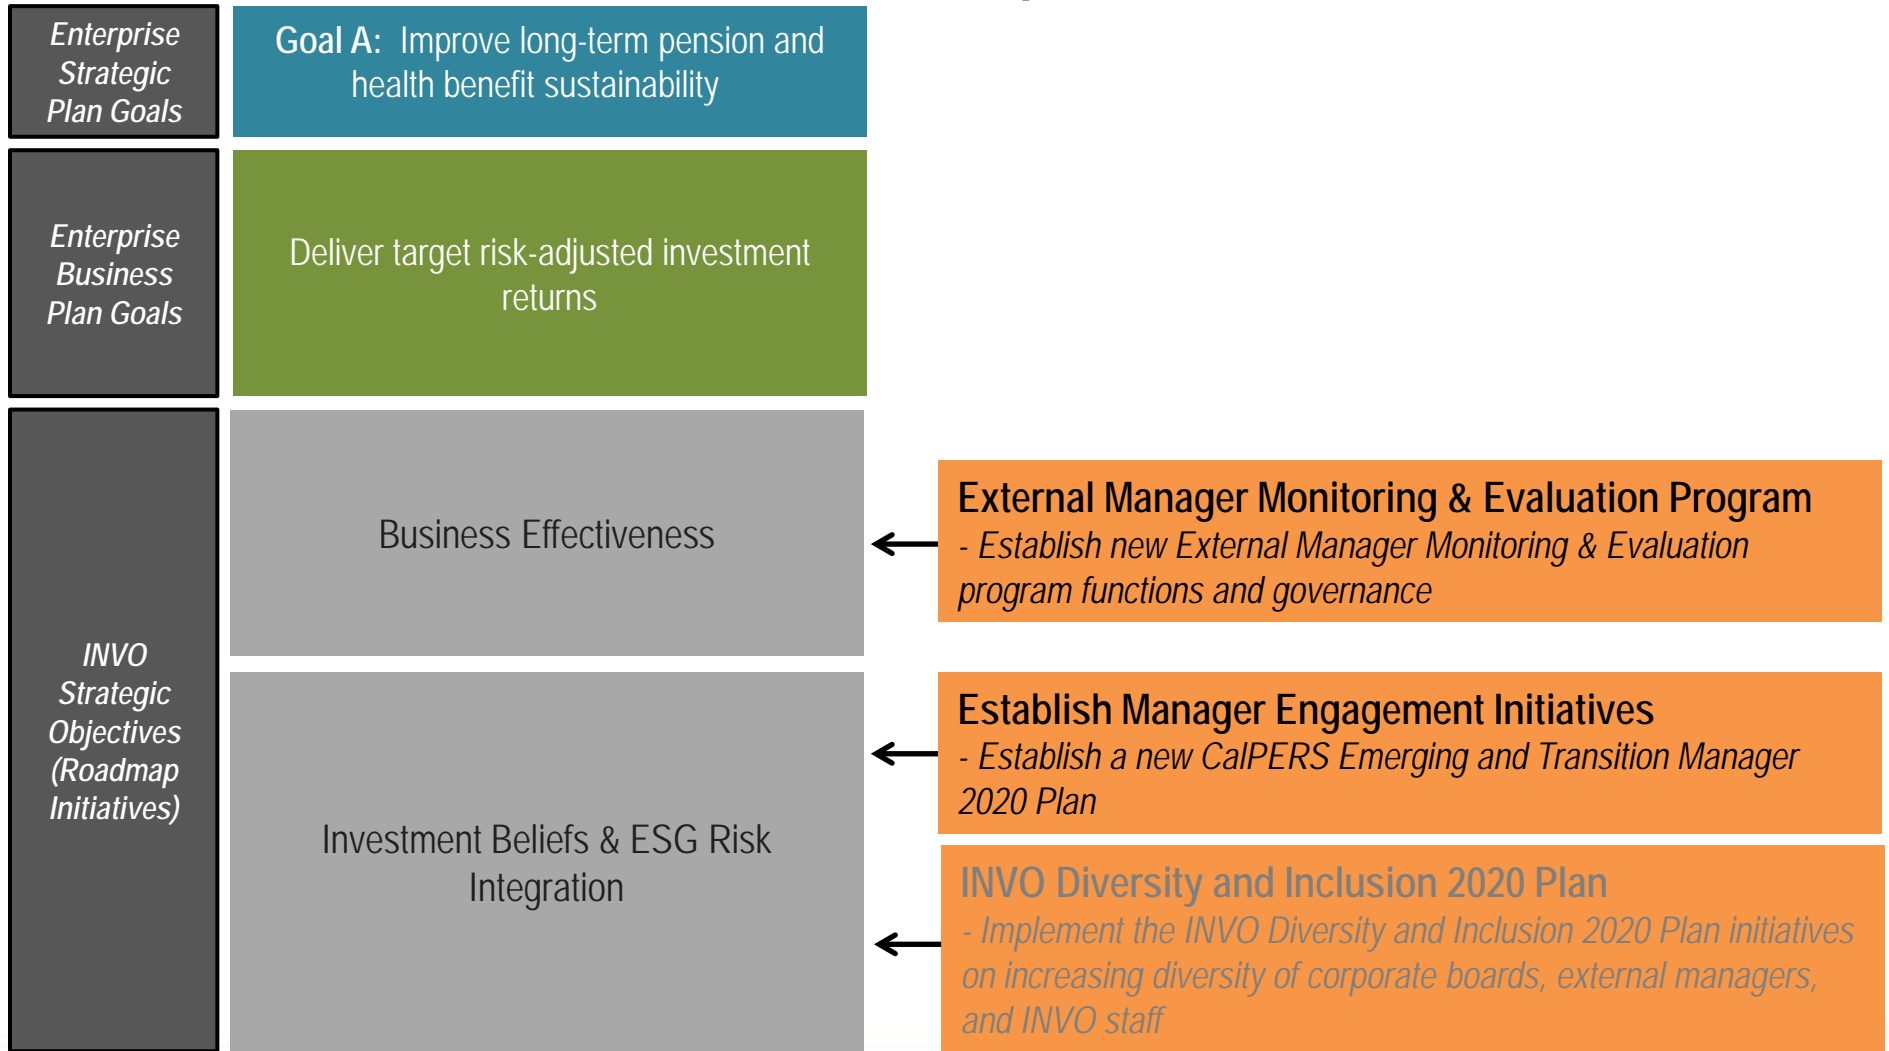 Enterprise
Strategic
Plan Goals
Goal A: Improve long-term pension and
health benefit sustainability
Enterprise
Business
Plan Goals
Deliver target risk-adjusted investment
returns
INVO
Strategic
Objectives
(Roadmap
Initiatives)
Business Effectiveness
External Manager Monitoring & Evaluation Program
- Establish new External Manager Monitoring & Evaluation
program functions and governance
Investment Beliefs & ESG Risk
Integration
Establish Manager Engagement Initiatives
- Establish a new CalPERS Emerging and Transition Manager
2020 Plan
INVO Diversity and Inclusion 2020 Plan
- Implement the INVO Diversity and Inclusion 2020 Plan initiatives
on increasing diversity of corporate boards, external managers,
and INVO staff